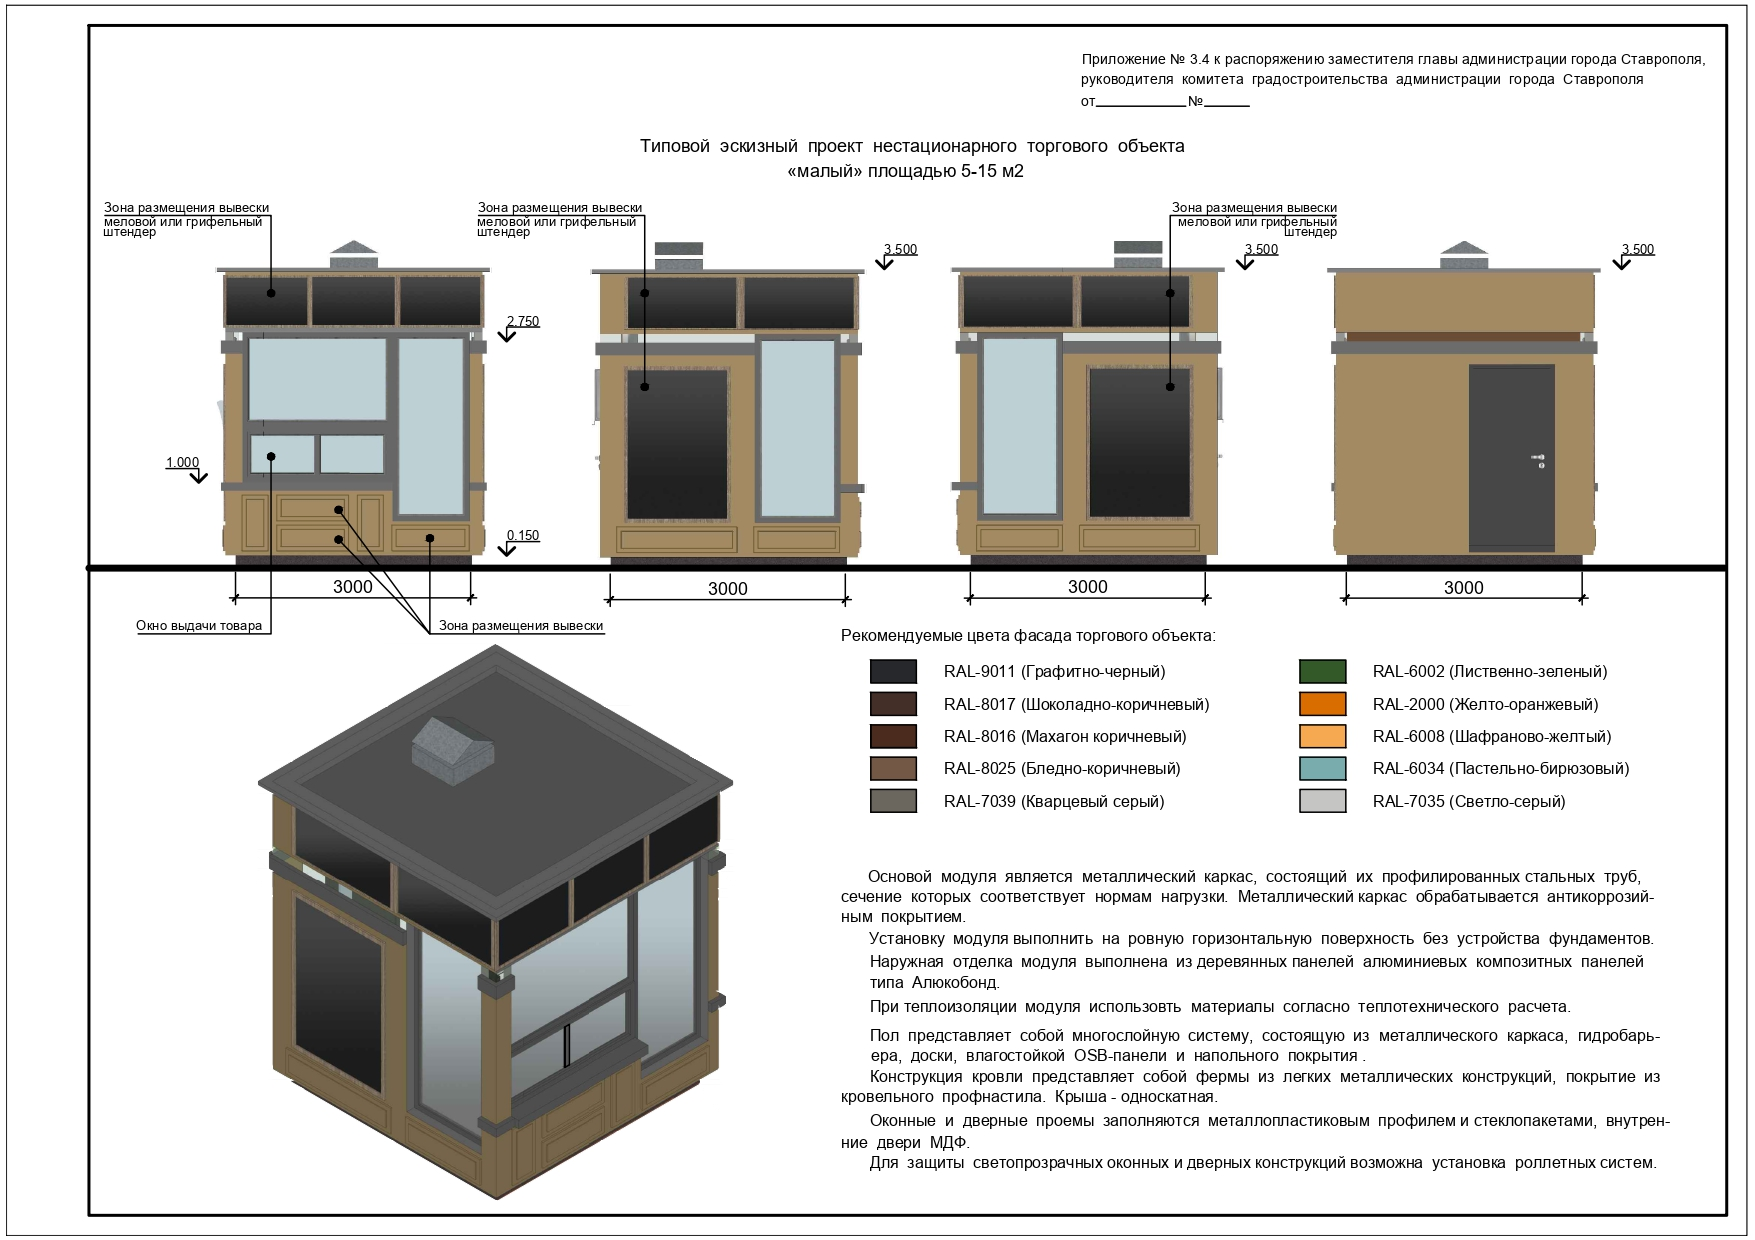 Приложение № 3.4 к распоряжению заместителя главы администрации города Ставрополя,
руководителя комитета градостроительства администрации города Ставрополя
от__________№_____
Типовой эскизный проект нестационарного торгового объекта
«малый» площадью 5-15 м2
Зона размещения вывески
меловой или грифельный
штендер
Зона размещения вывески
меловой или грифельный
штендер
Зона размещения вывески
меловой или грифельный
штендер
3.500
3.500
3.500
2.750
1.000
0.150
3000
3000
3000
3000
Окно выдачи товара
Зона размещения вывески
Рекомендуемые цвета фасада торгового объекта:
RAL-9011 (Графитно-черный)
RAL-8017 (Шоколадно-коричневый)
RAL-8016 (Махагон коричневый)
RAL-8025 (Бледно-коричневый)
RAL-7039 (Кварцевый серый)
RAL-6002 (Лиственно-зеленый)
RAL-2000 (Желто-оранжевый)
RAL-6008 (Шафраново-желтый)
RAL-6034 (Пастельно-бирюзовый)
RAL-7035 (Светло-серый)
Основой модуля является металлический каркас, состоящий их профилированных стальных труб,
сечение которых соответствует нормам нагрузки. Металлический каркас обрабатывается антикоррозий-
ным покрытием.
Установку модуля выполнить на ровную горизонтальную поверхность без устройства фундаментов.
Наружная отделка модуля выполнена из деревянных панелей алюминиевых композитных панелей
типа Алюкобонд.
При теплоизоляции модуля использовть материалы согласно теплотехнического расчета.
Пол представляет собой многослойную систему, состоящую из металлического каркаса, гидробарь-
ера, доски, влагостойкой OSB-панели и напольного покрытия .
Конструкция кровли представляет собой фермы из легких металлических конструкций, покрытие из
кровельного профнастила. Крыша - односкатная.
Оконные и дверные проемы заполняются металлопластиковым профилем и стеклопакетами, внутрен-
ние двери МДФ.
Для защиты светопрозрачных оконных и дверных конструкций возможна установка роллетных систем.